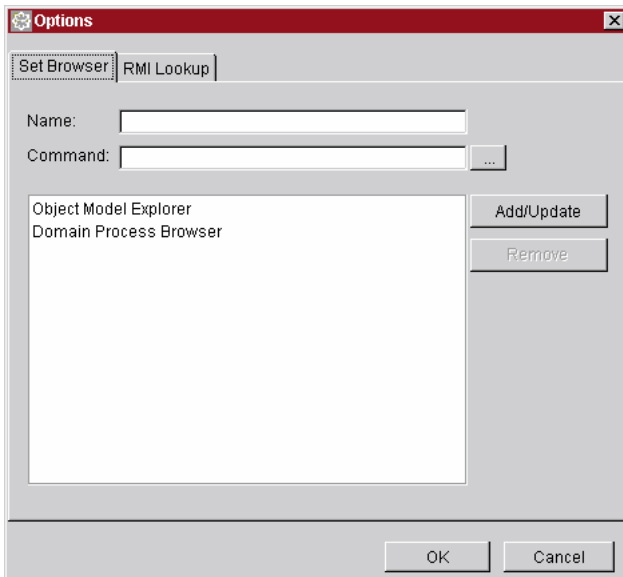 Options
Set Browser RMI Lookup
Name:
Command: ...
Object Model Explorer Add/Update
Domain Process Browser
Remove
OK Cancel